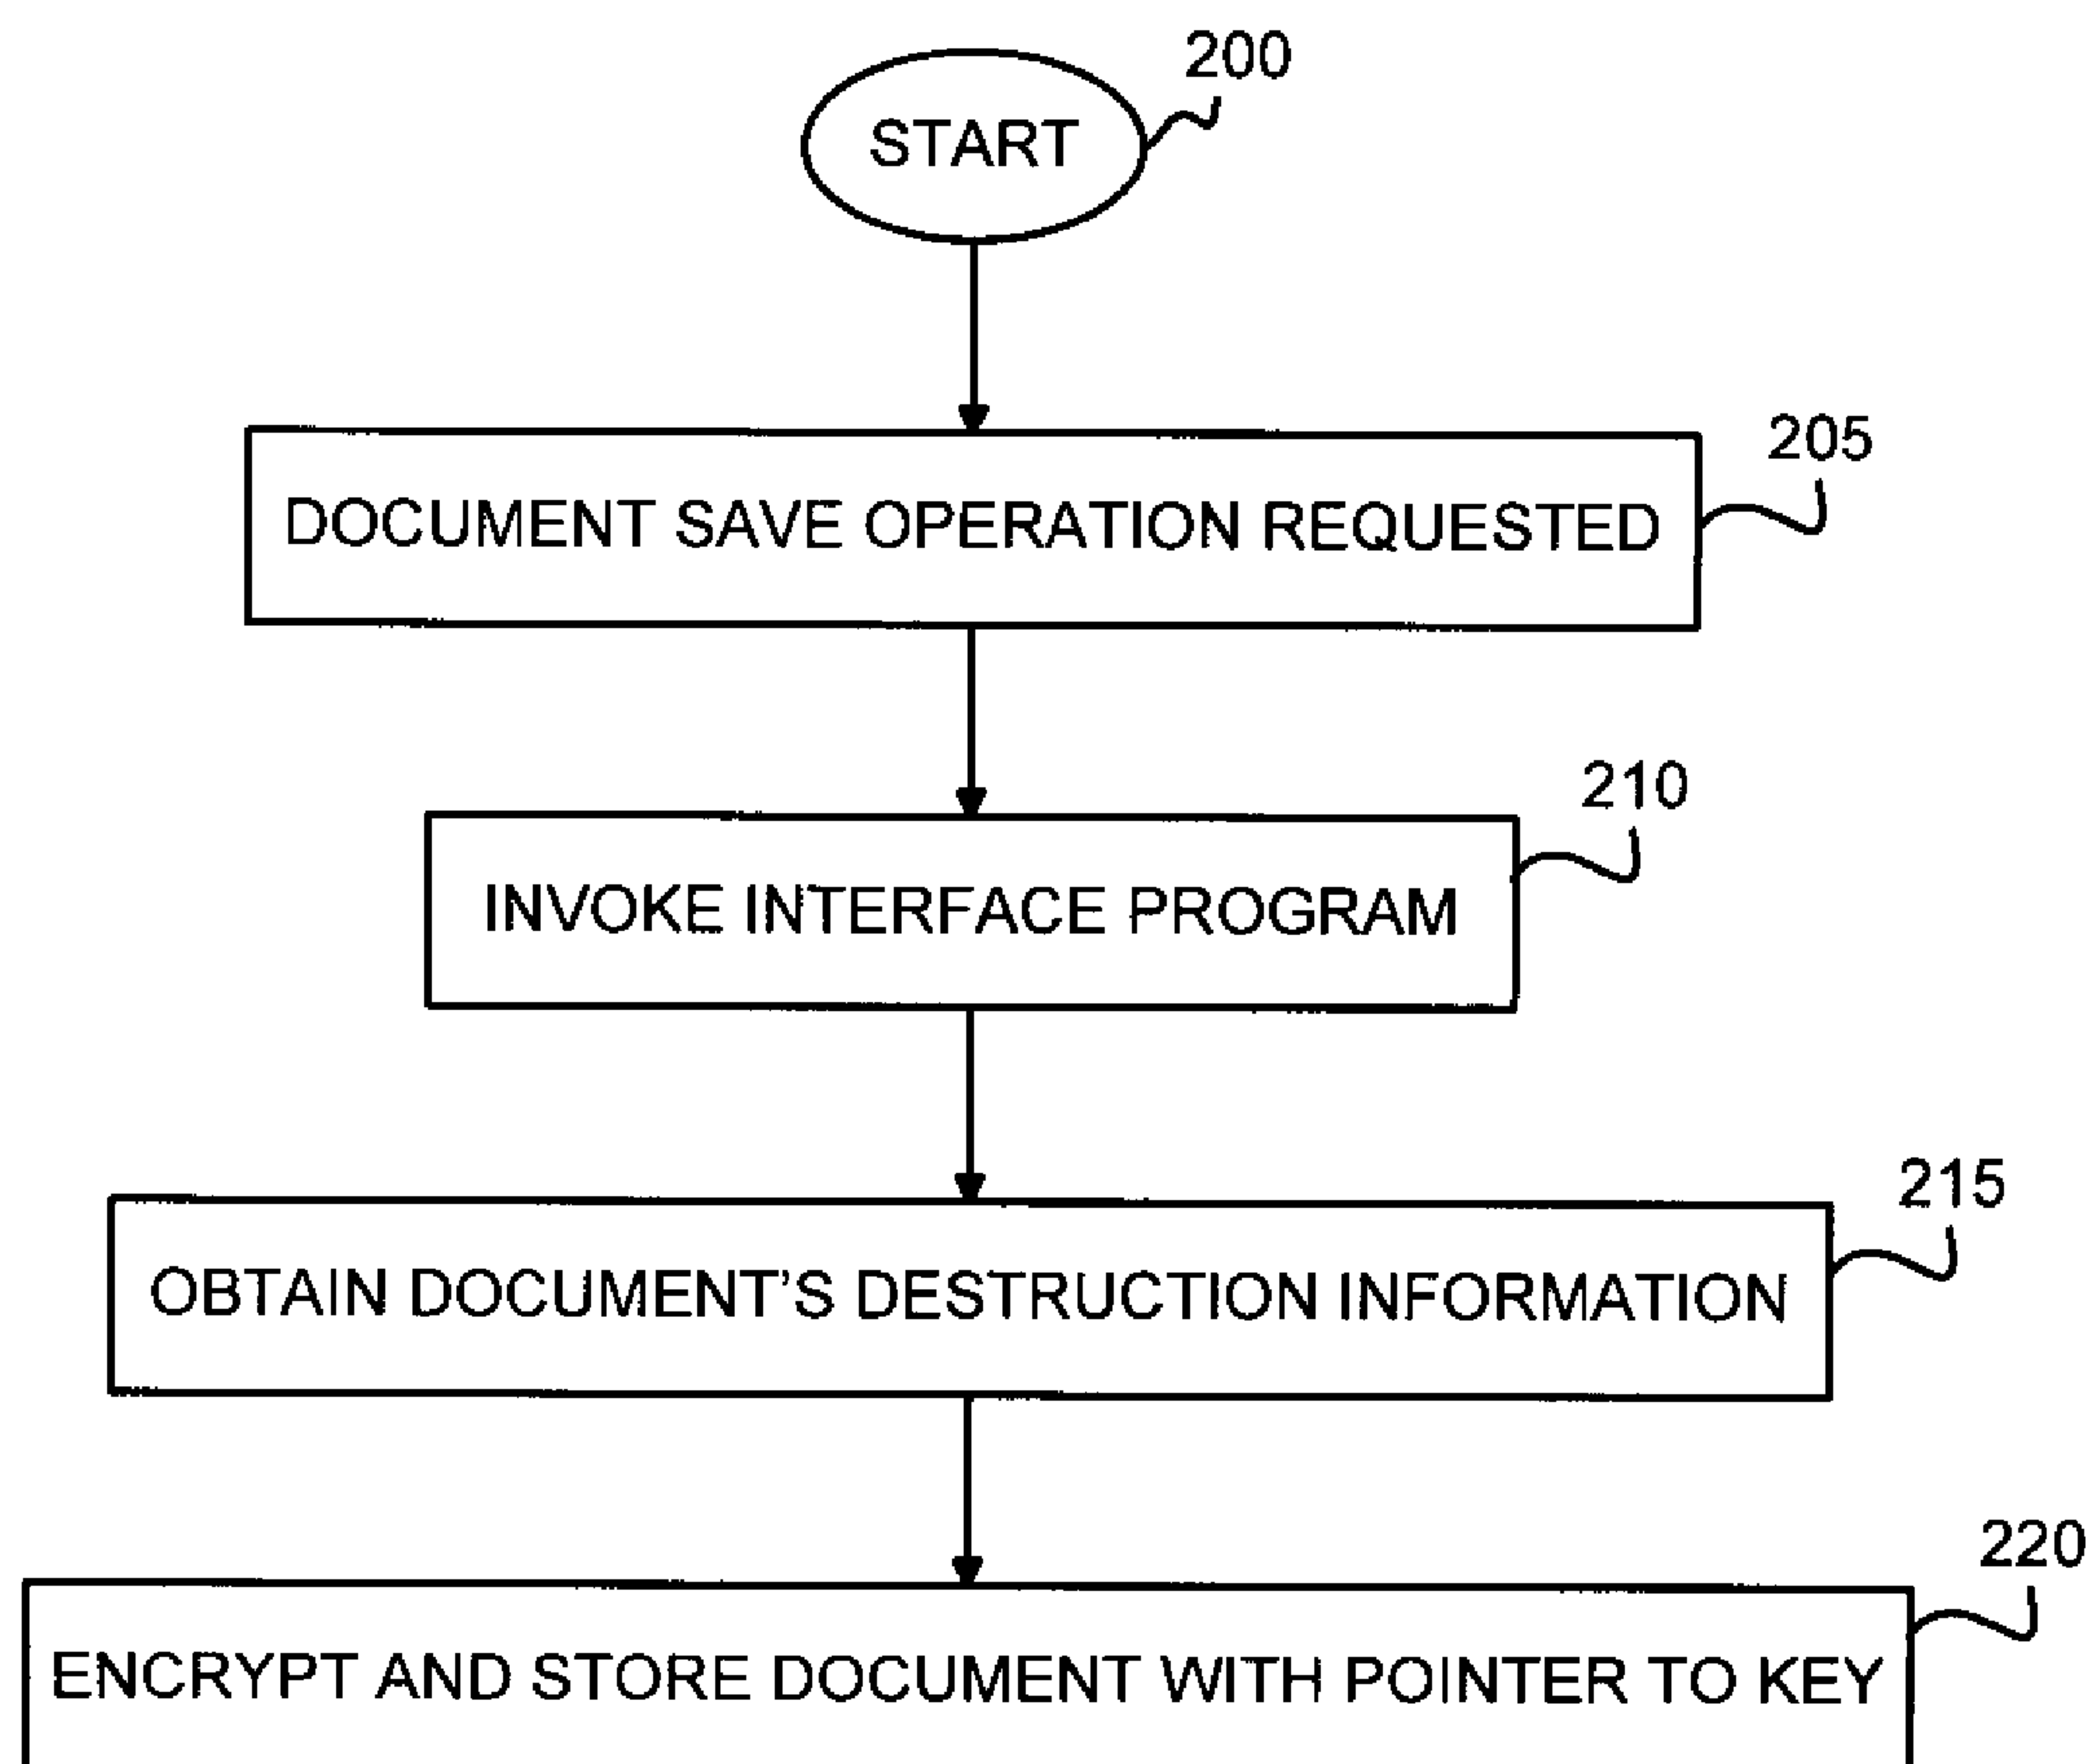 200
START
205
DOCUMENT SAVE OPERATION REQUESTED
210
INVOKE INTERFACE PROGRAM
215
OBTAIN DOCUMENT'S DESTRUCTION INFORMATION
220
ENCRYPT AND STORE DOCUMENT WITH POINTER TO KEY